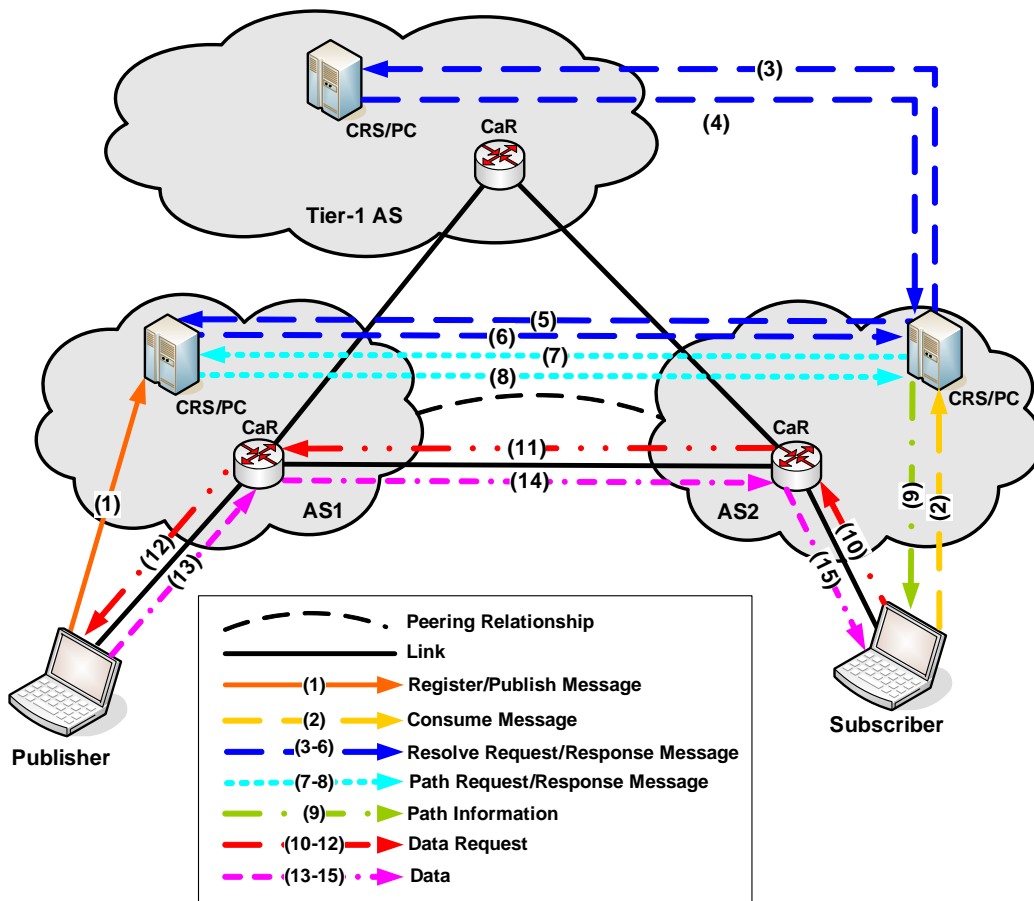 (3)
(4)
CRS/PC
CaR
Tier-1 AS
(5)
(6)
(7)
(8)
CRS/PC
CRS/PC
CaR
CaR
(11)
(14)
AS1
AS2
(1)
(12)
(13)
(9)
(2)
(10)
(15)
Publisher
Subscriber
Peering Relationship
Link
(1) Register/Publish Message
(2) Consume Message
(3-6) Resolve Request/Response Message
(7-8) Path Request/Response Message
(9) Path Information
(10-12) Data Request
(13-15) Data